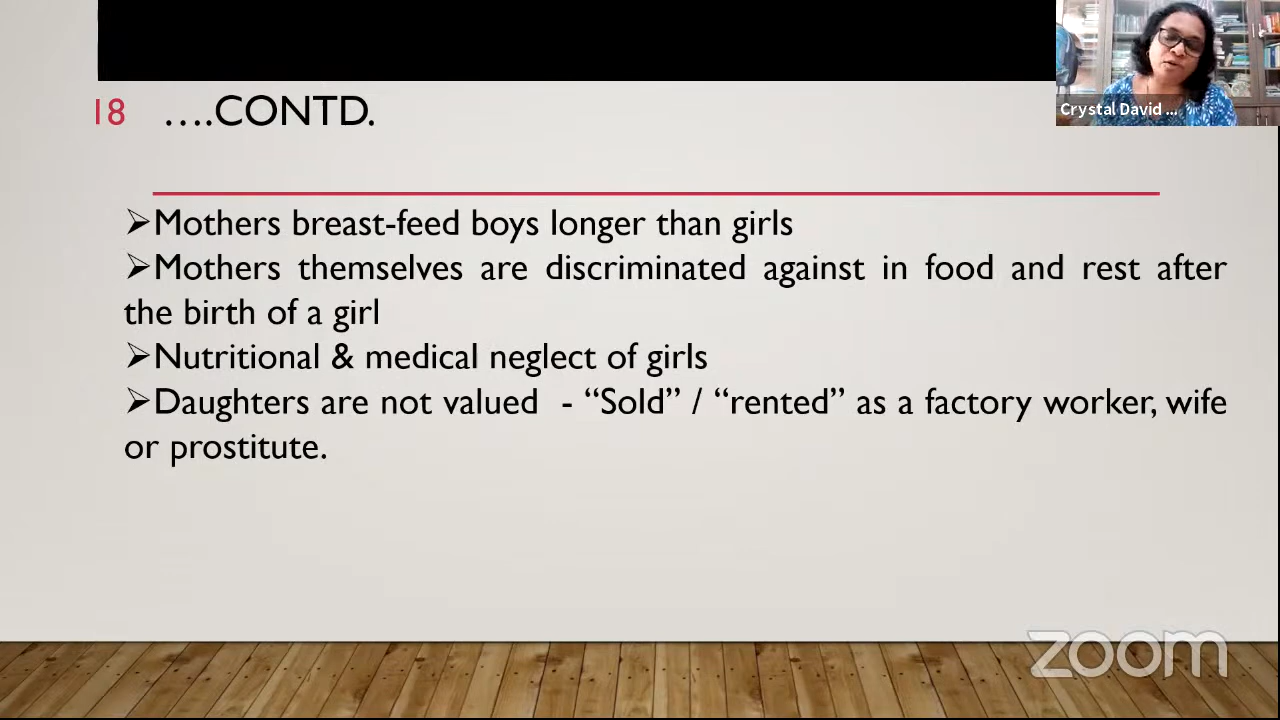 Crystal David ...
18 ….CONTD.
➢Mothers breast-feed boys longer than girls
➢Mothers themselves are discriminated against in food and rest after
the birth of a girl
➢Nutritional & medical neglect of girls
➢Daughters are not valued - “Sold” / “rented” as a factory worker, wife
or prostitute.
zoom